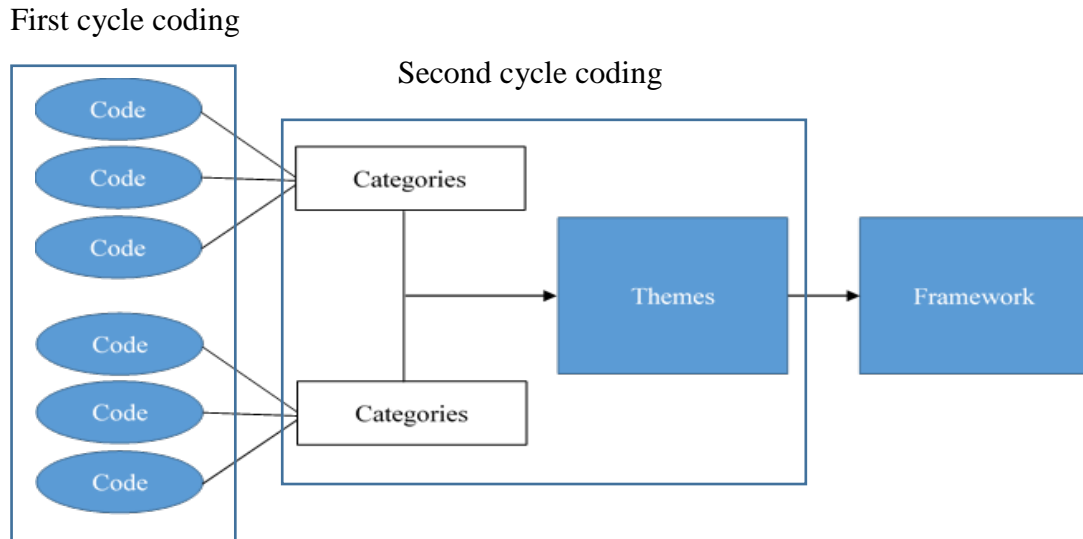 First cycle coding
Second cycle coding
Code
Code
Code
Categories
Themes
Framework
Code
Code
Code
Categories